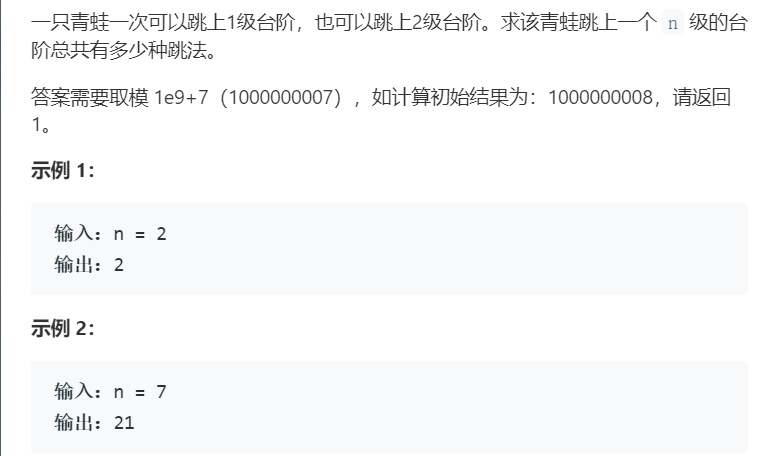 一只青蛙一次可以跳上1级台阶，也可以跳上2级台阶。求该青蛙跳上一个 n 级的台
阶总共有多少种跳法。
答案需要取模 1e9+7（1000000007），如计算初始结果为：1000000008，请返回
1。
示例 1：
输入：n = 2
输出：2
示例 2：
输入：n = 7
输出：21